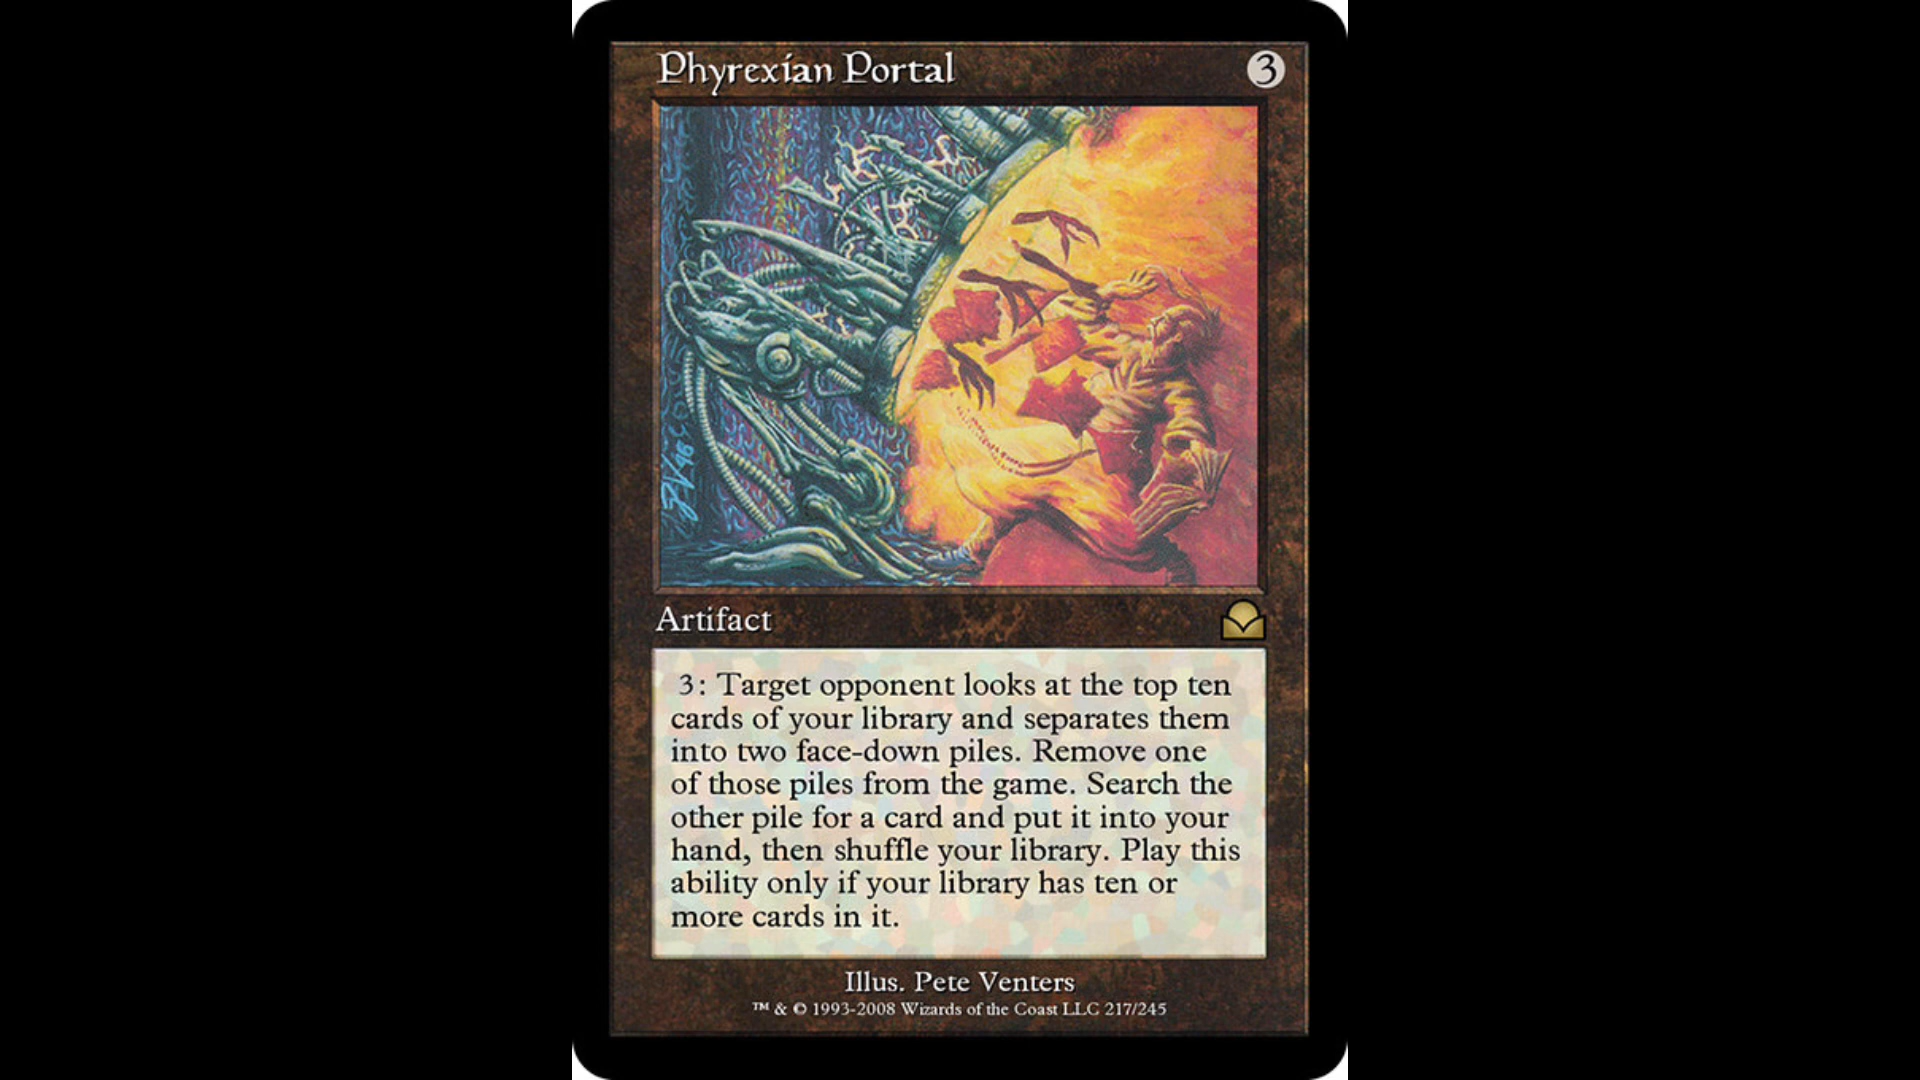 Phyrexian Portal 3
PV 96
Artifact
3: Target opponent looks at the top ten
cards of your library and separates them
into two face-down piles. Remove one
of those piles from the game. Search the
other pile for a card and put it into your
hand, then shuffle your library. Play this
ability only if your library has ten or
more cards in it.
Illus. Pete Venters
™ & © 1993-2008 Wizards of the Coast LLC 217/245